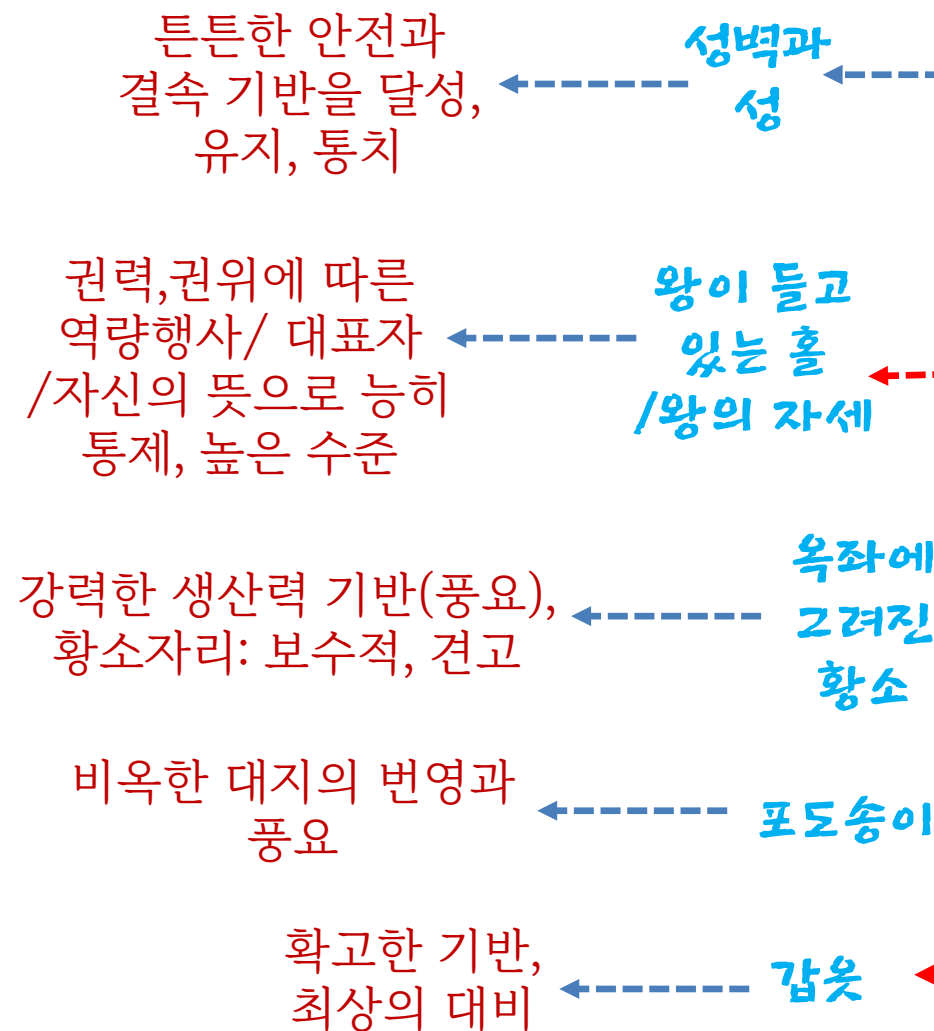 튼튼한 안전과
결속 기반을 달성,
유지, 통치
성벽과
성
권력,권위에 따른
역량행사/ 대표자
/자신의 뜻으로 능히
통제, 높은 수준
왕이 들고
있는 홀
/왕의 자세
강력한 생산력 기반(풍요),
황소자리: 보수적, 견고
옥좌에
그려진
황소
비옥한 대지의 번영과
풍요
포도송이
확고한 기반,
최상의 대비
갑옷